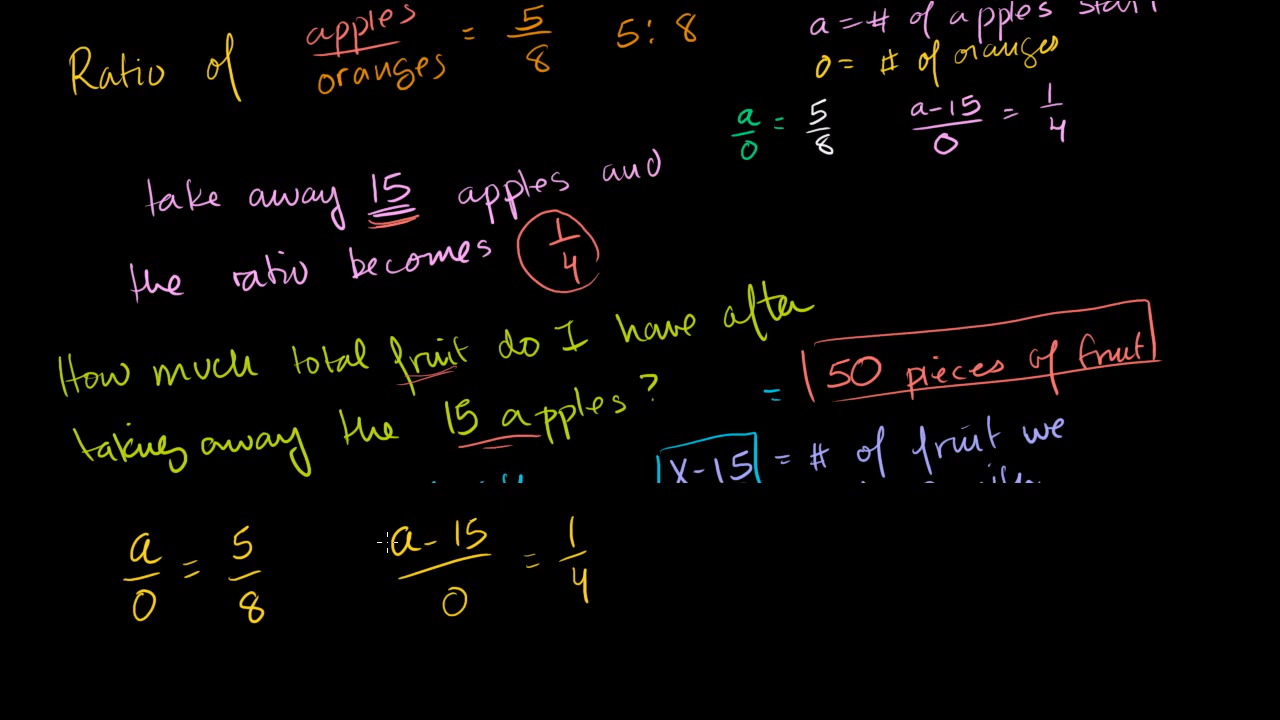 Ratio of apples/oranges = 5/8 5:8
a = # of apples start
o = # of oranges
a/o = 5/8 (a-15)/o = 1/4
take away 15 apples and
the ratio becomes 1/4
How much total fruit do I have after
taking away the 15 apples?
= 50 pieces of fruit
x-15 = # of fruit we
a/o = 5/8 (a-15)/o = 1/4